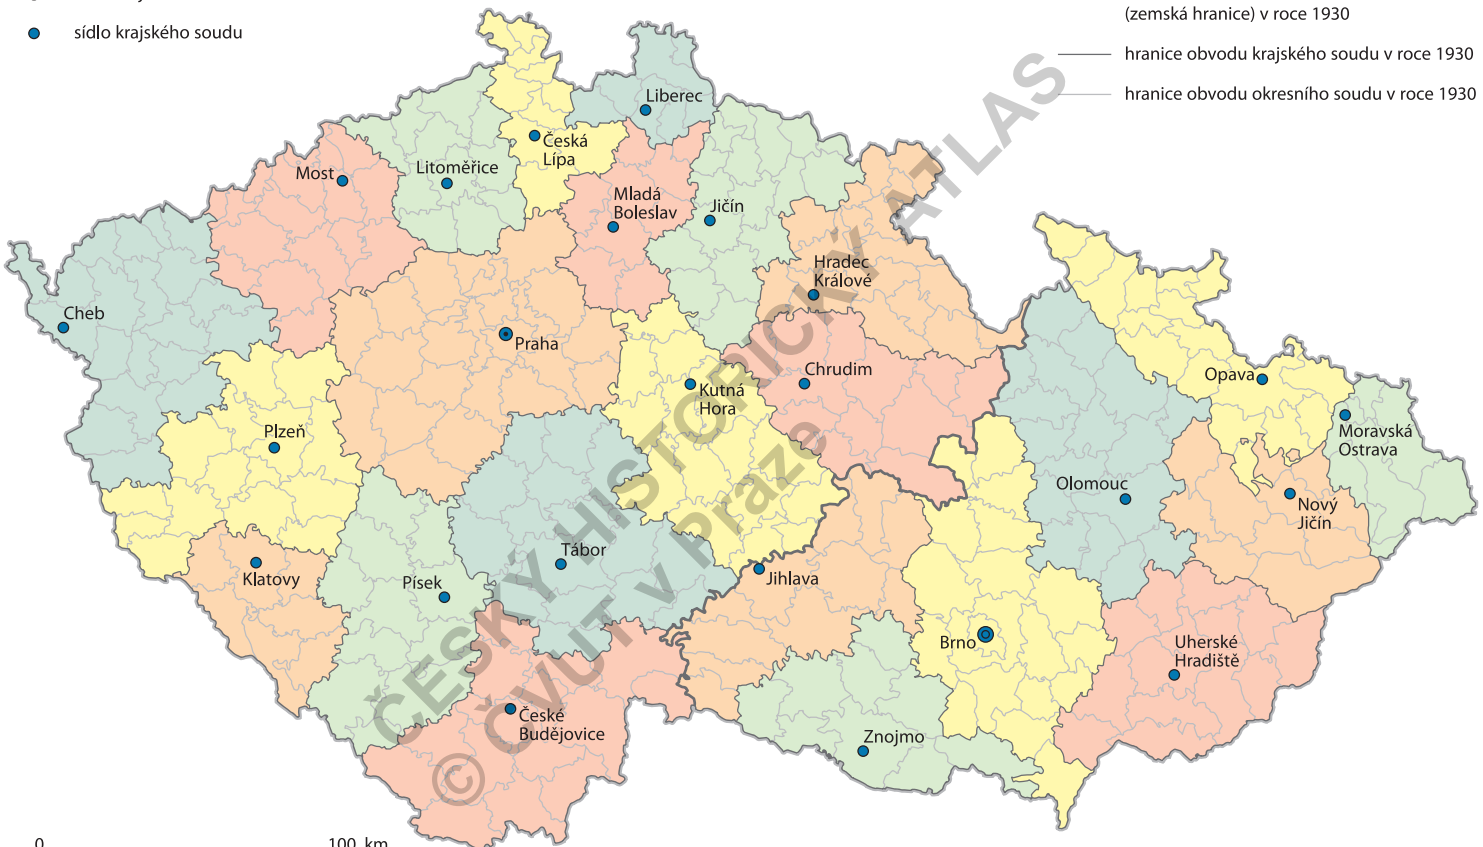 sídlo krajského soudu
(zemská hranice) v roce 1930
hranice obvodu krajského soudu v roce 1930
hranice obvodu okresního soudu v roce 1930
Liberec
Česká
Lípa
Litoměřice
Most
Mladá
Boleslav
Jičín
Hradec
Králové
Cheb
Praha
Chrudim
Kutná
Hora
Opava
Moravská
Ostrava
Plzeň
Olomouc
Nový
Jičín
Klatovy
Písek
Tábor
Jihlava
Brno
Uherské
Hradiště
České
Budějovice
Znojmo
ČESKÝ HISTORICKÝ ATLAS
© ČVUT v Praze
0 100 km